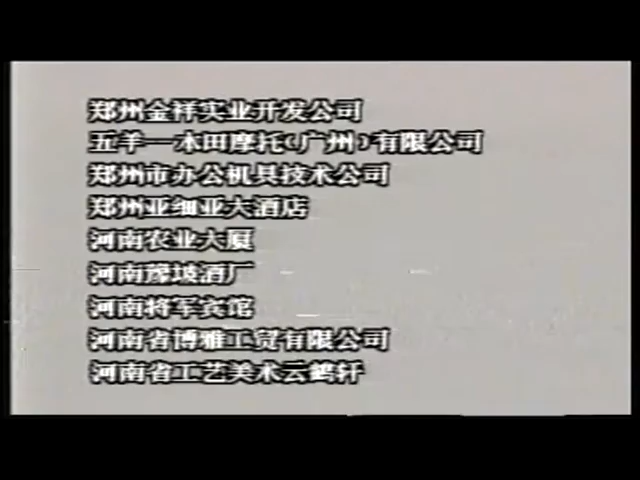 郑州金祥实业开发公司
五羊—本田摩托(广州)有限公司
郑州市办公机具技术公司
郑州亚细亚大酒店
河南农业大厦
河南豫坡酒厂
河南将军宾馆
河南省博雅工贸有限公司
河南省工艺美术云鹤轩